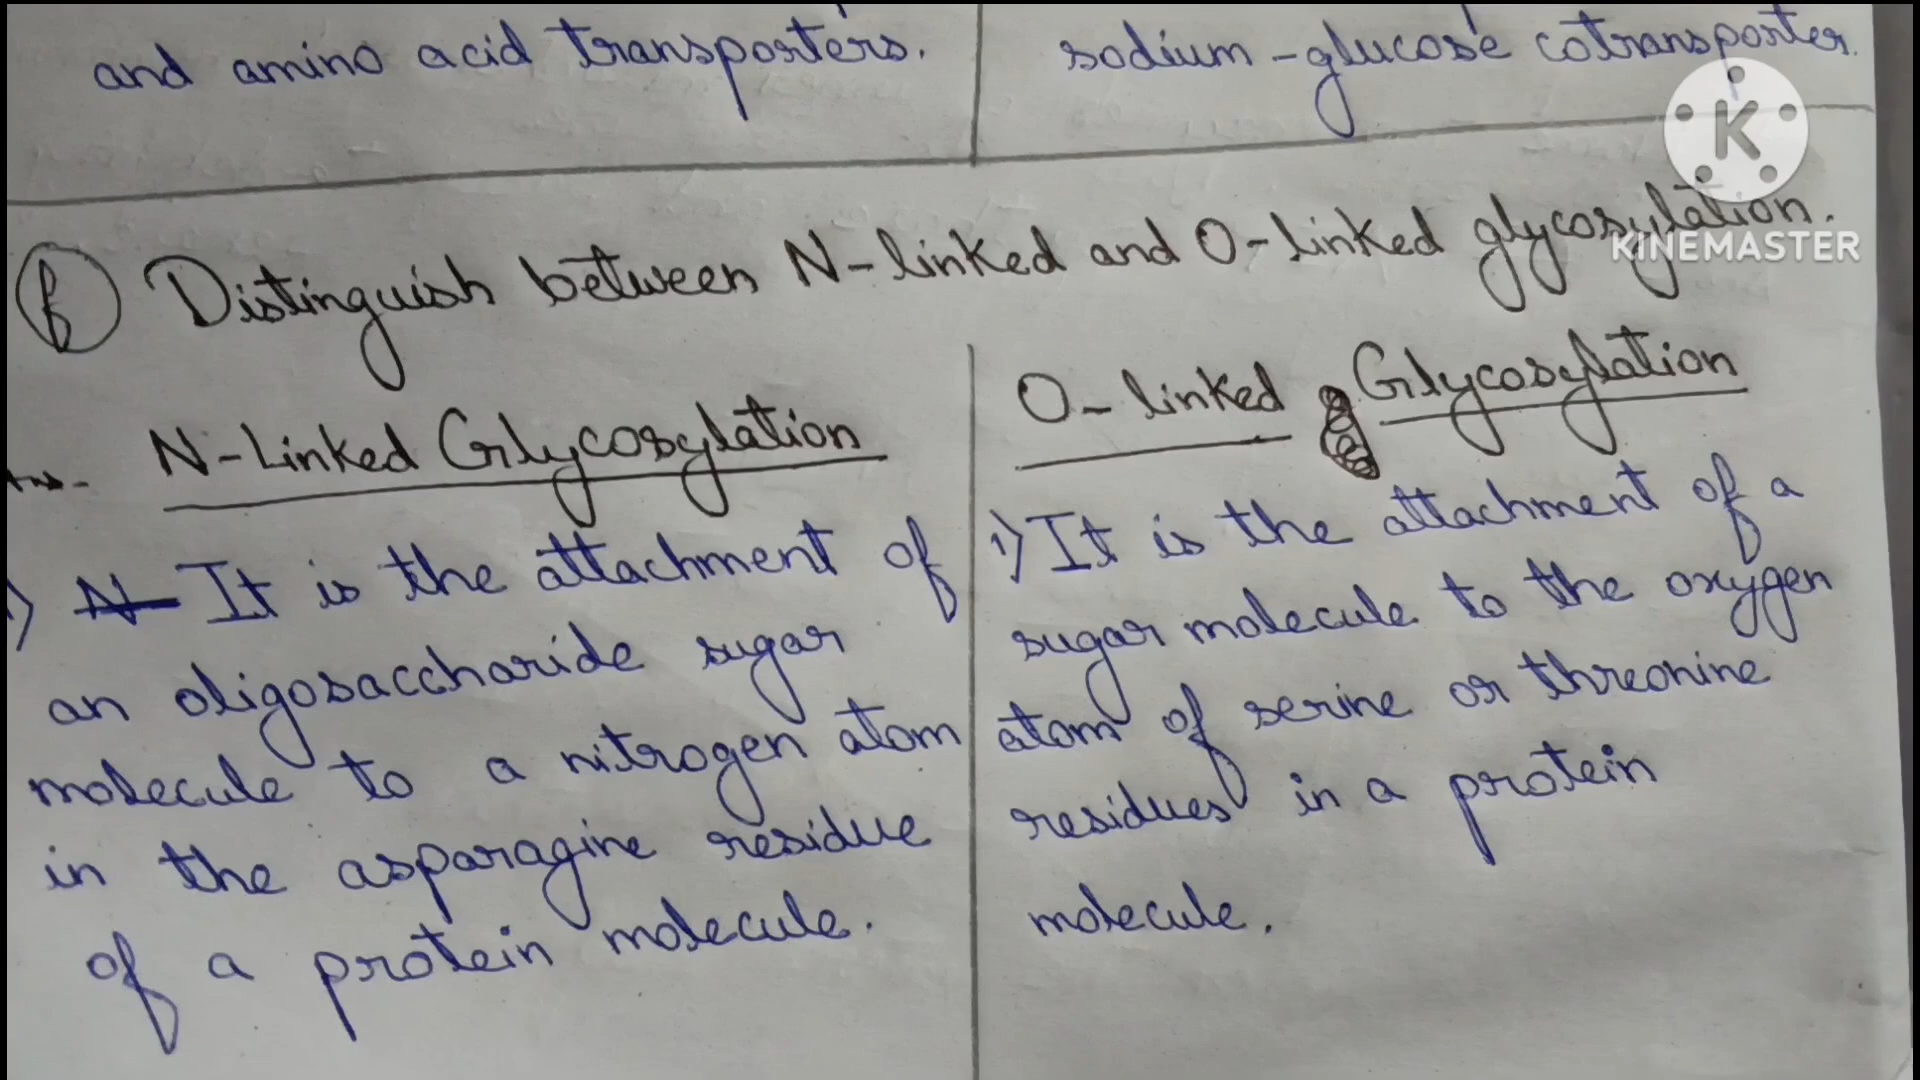 and amino acid transporters.
sodium-glucose cotransporter.
K
KINEMASTER
f Distinguish between N-linked and O-linked glycosylation.
Ans. N-Linked Glycosylation
1) N- It is the attachment of
an oligosaccharide sugar
molecule to a nitrogen atom
in the asparagine residue
of a protein molecule.
O-linked Glycosylation
1) It is the attachment of a
sugar molecule to the oxygen
atom of serine or threonine
residues in a protein
molecule.